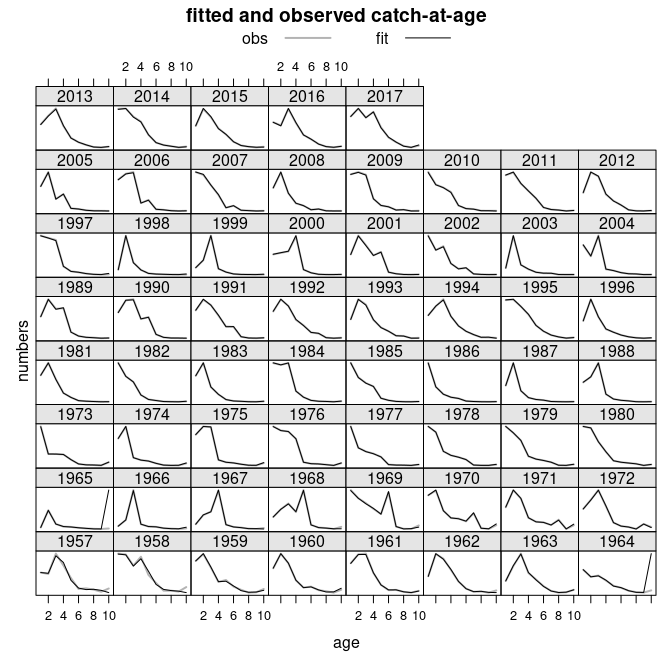 fitted and observed catch-at-age
obs fit
2 4 6 8 10 2 4 6 8 10
2013 2014 2015 2016 2017
2005 2006 2007 2008 2009 2010 2011 2012
1997 1998 1999 2000 2001 2002 2003 2004
1989 1990 1991 1992 1993 1994 1995 1996
numbers
1981 1982 1983 1984 1985 1986 1987 1988
1973 1974 1975 1976 1977 1978 1979 1980
1965 1966 1967 1968 1969 1970 1971 1972
1957 1958 1959 1960 1961 1962 1963 1964
2 4 6 8 10 2 4 6 8 10 2 4 6 8 10 2 4 6 8 10
age